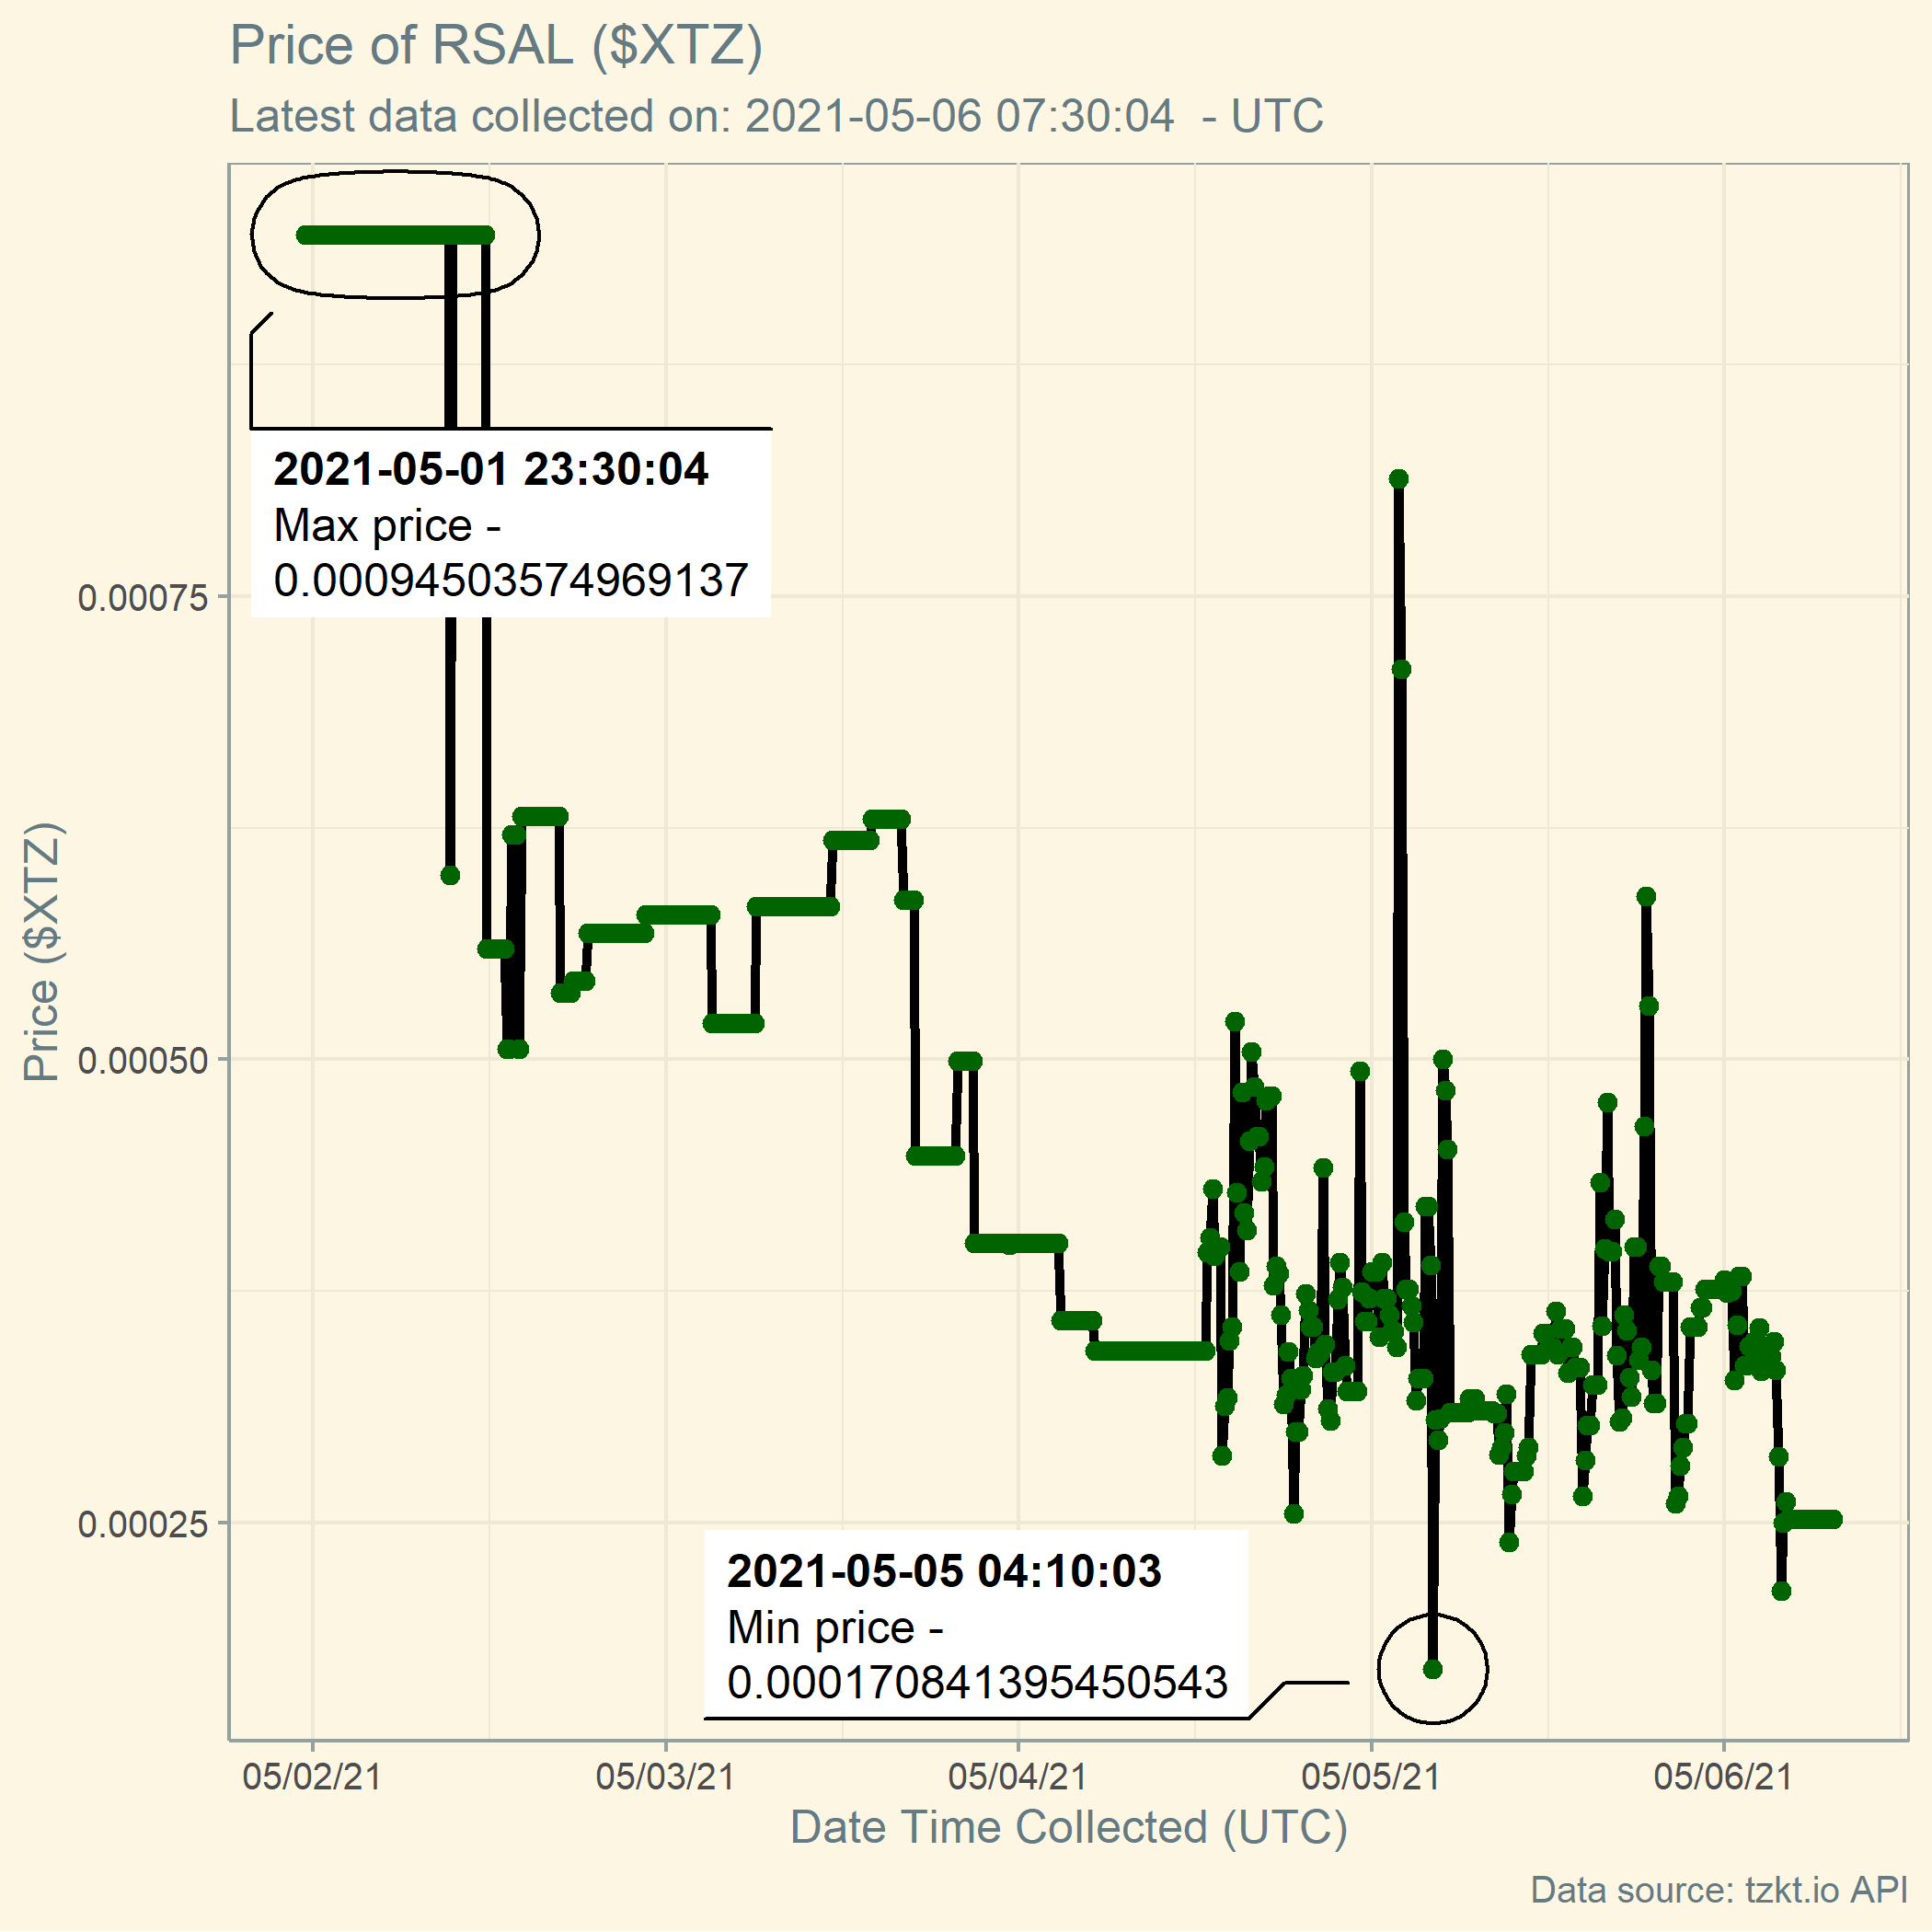 Price of RSAL ($XTZ)
Latest data collected on: 2021-05-06 07:30:04  - UTC
2021-05-01 23:30:04
Max price -
0.000945035749​69137
0.00075
Price ($XTZ)
0.00050
0.00025
2021-05-05 04:10:03
Min price -
0.000170841395450543
05/02/21
05/03/21
05/04/21
05/05/21
05/06/21
Date Time Collected (UTC)
Data source: tzkt.io API